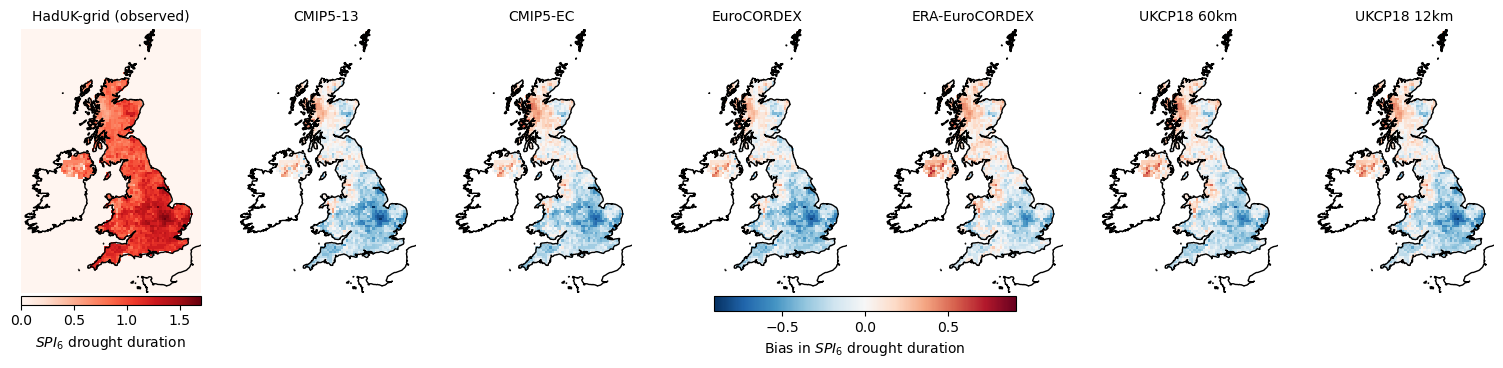 HadUK-grid (observed)
CMIP5-13
CMIP5-EC
EuroCORDEX
ERA-EuroCORDEX
UKCP18 60km
UKCP18 12km
0.0 0.5 1.0 1.5
SPI6 drought duration
−0.5 0.0 0.5
Bias in SPI6 drought duration